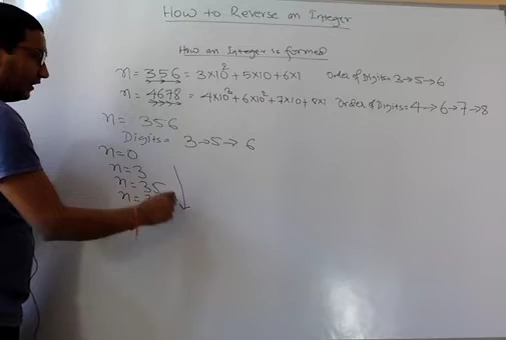 How to Reverse an Integer
How an Integer is formed
n = 356 = 3×10² + 5×10 + 6×1 Order of Digits = 3→5→6
n = 4678 = 4×10³ + 6×10² + 7×10 + 8×1 Order of Digits = 4→6→7→8
n = 356
Digits = 3→5→6
n=0
n=3
n=35
n=3